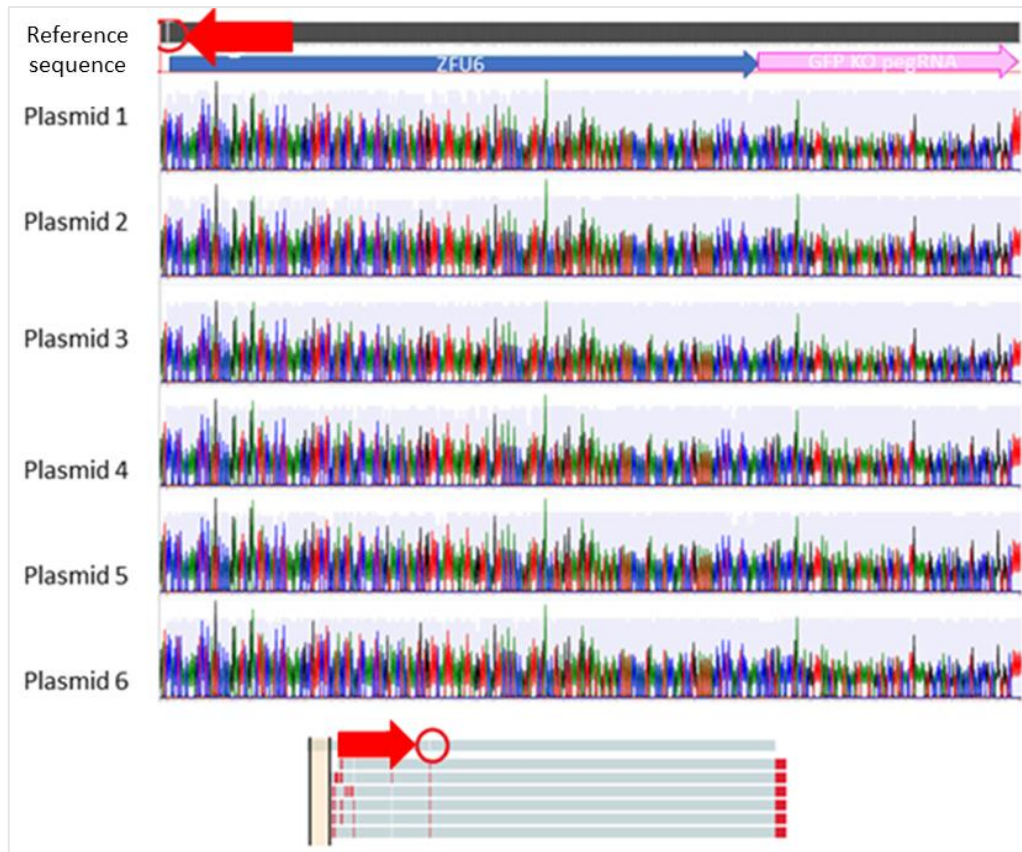 Reference
sequence
ZFU6
GFP KO pegRNA
Plasmid 1
Plasmid 2
Plasmid 3
Plasmid 4
Plasmid 5
Plasmid 6